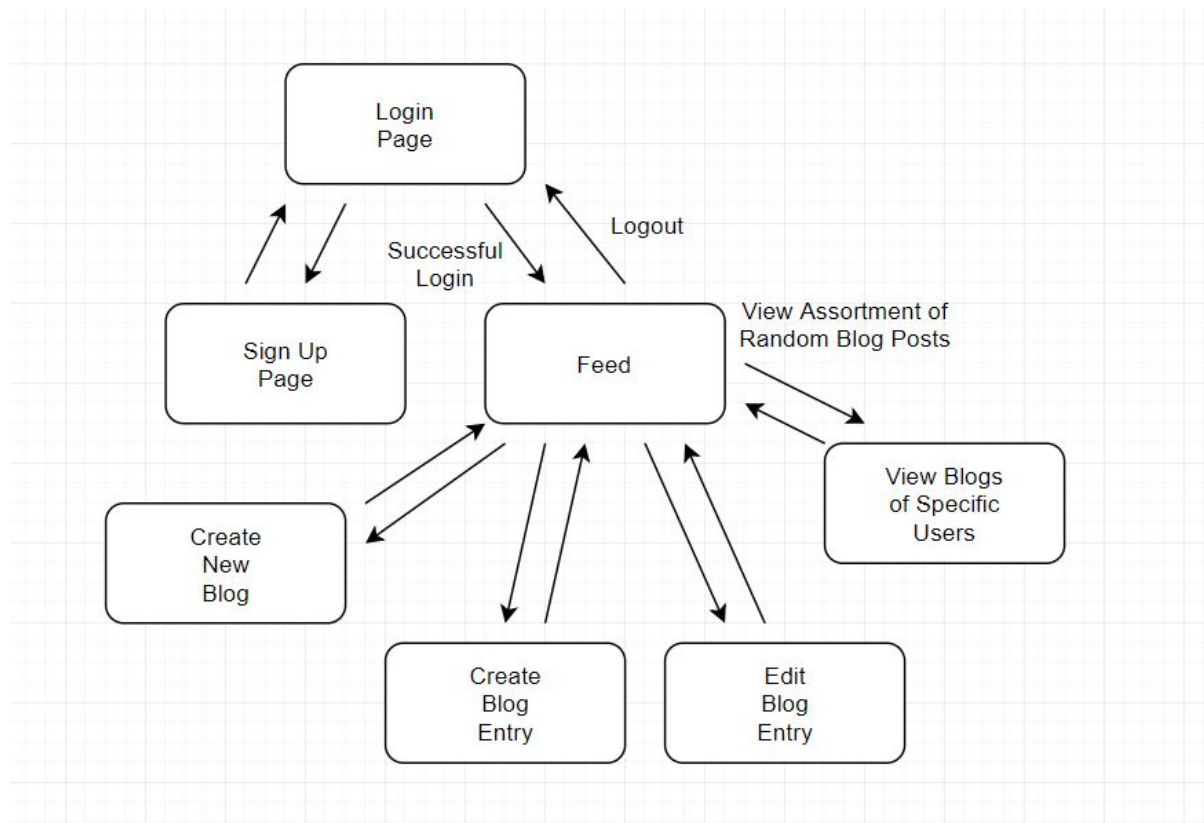 Login
Page
Logout
Successful
Login
View Assortment of
Random Blog Posts
Sign Up
Page
Feed
View Blogs
of Specific
Users
Create
New
Blog
Create
Blog
Entry
Edit
Blog
Entry